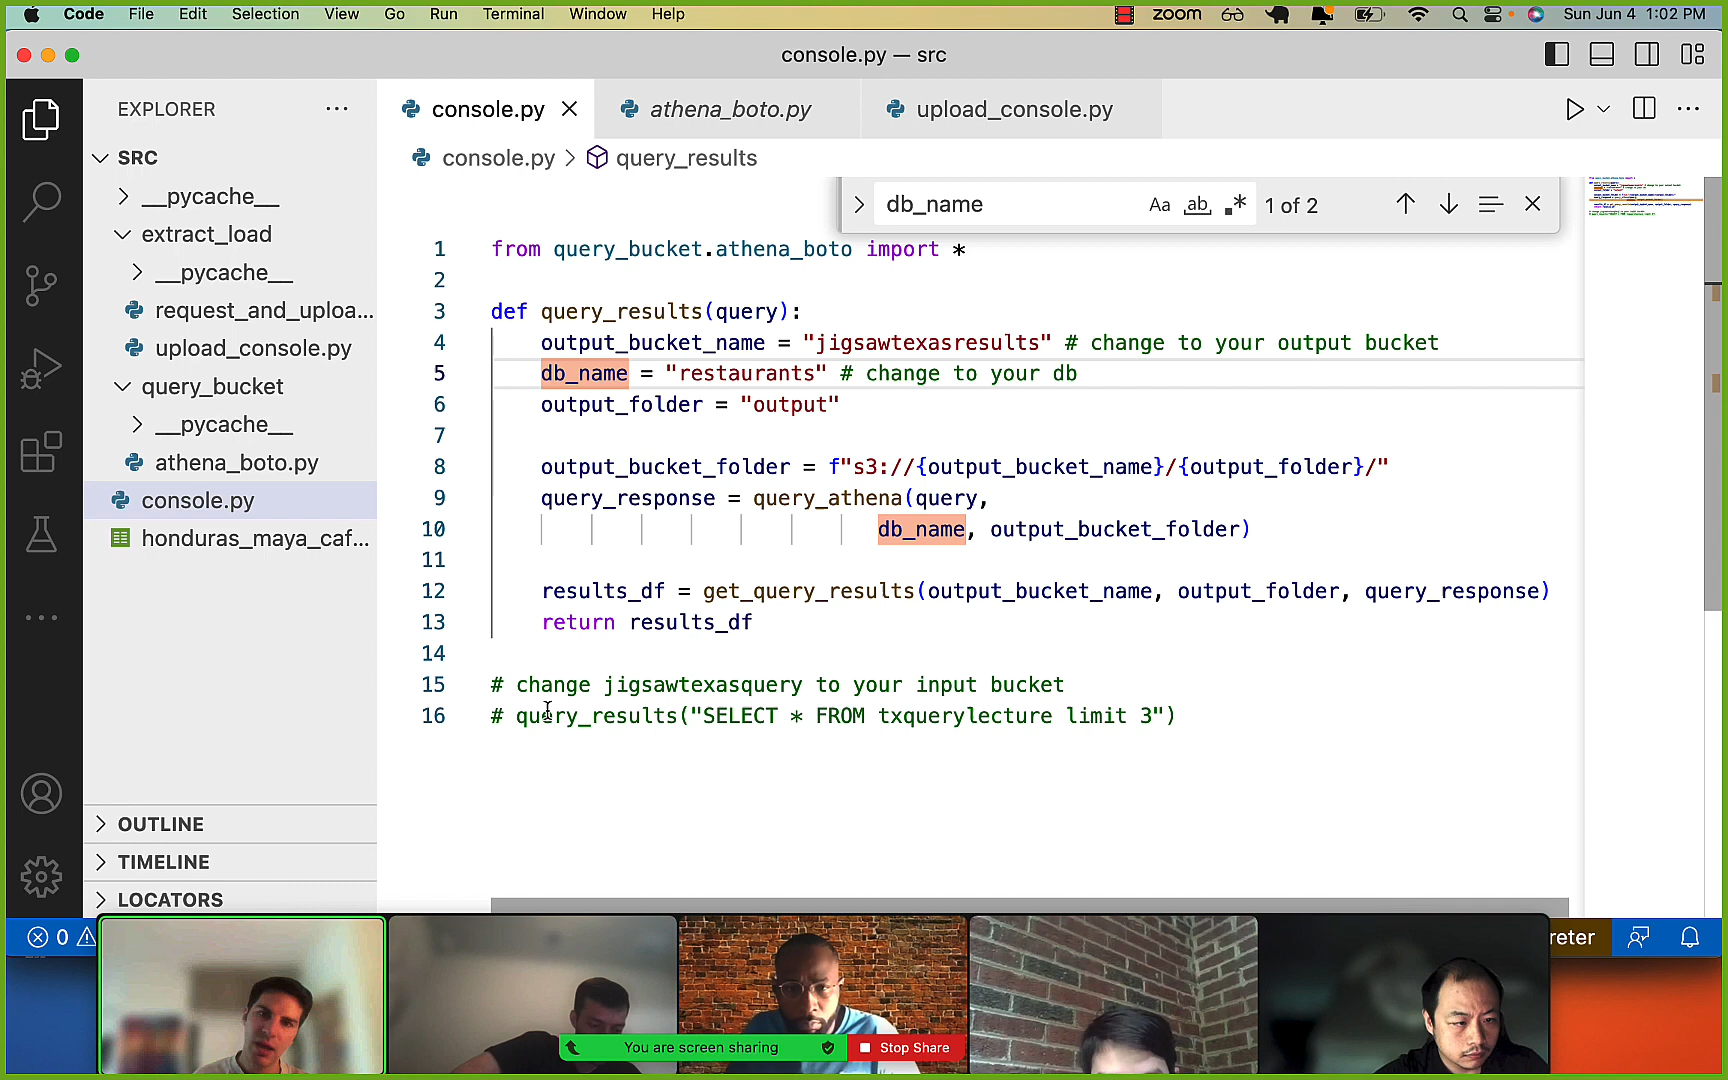 Code File Edit Selection View Go Run Terminal Window Help zoom Sun Jun 4 1:02 PM
console.py — src
EXPLORER
console.py athena_boto.py upload_console.py
SRC
console.py > query_results
__pycache__
db_name Aa ab .* 1 of 2
extract_load
1 from query_bucket.athena_boto import *
__pycache__
2
request_and_uploa...
3 def query_results(query):
upload_console.py
4 output_bucket_name = "jigsawtexasresults" # change to your output bucket
query_bucket
5 db_name = "restaurants" # change to your db
__pycache__
6 output_folder = "output"
athena_boto.py
7
console.py
8 output_bucket_folder = f"s3://{output_bucket_name}/{output_folder}/"
honduras_maya_caf...
9 query_response = query_athena(query,
10 db_name, output_bucket_folder)
11
12 results_df = get_query_results(output_bucket_name, output_folder, query_response)
13 return results_df
14
15 # change jigsawtexasquery to your input bucket
16 # query_results("SELECT * FROM txquerylecture limit 3")
OUTLINE
TIMELINE
LOCATORS
0
reter
You are screen sharing Stop Share